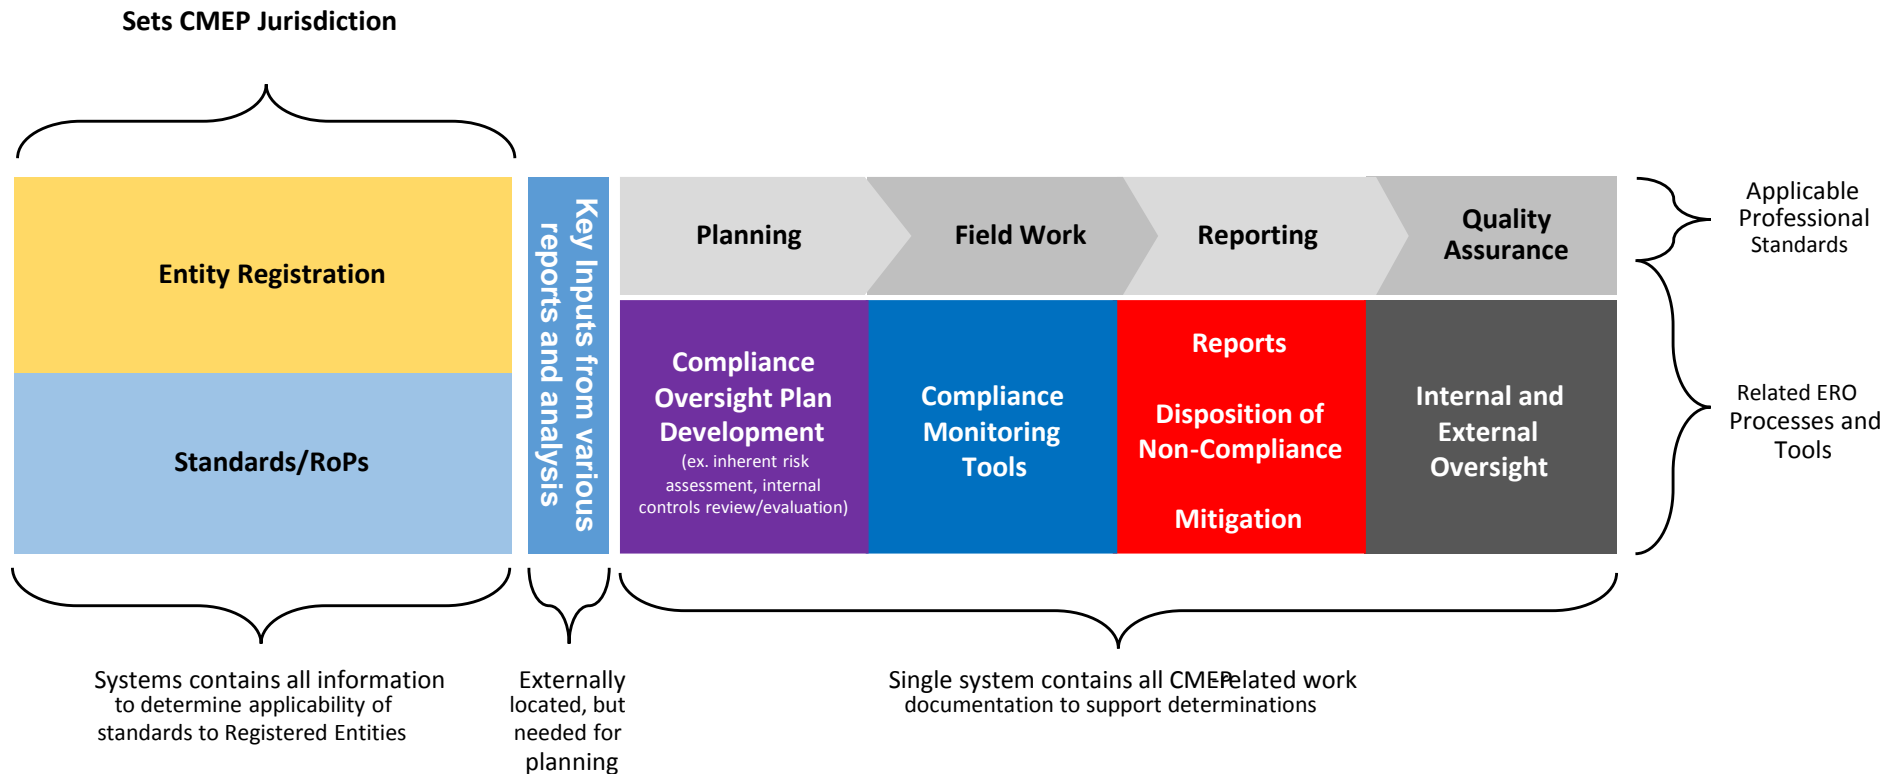 Sets CMEP Jurisdiction
Entity Registration
Standards/RoPs
Key Inputs from various
reports and analysis
Planning
Field Work
Reporting
Quality
Assurance
Compliance
Oversight Plan
Development
(ex. inherent risk
assessment, internal
controls review/evaluation)
Compliance
Monitoring
Tools
Reports
Disposition of
Non-Compliance
Mitigation
Internal and
External
Oversight
Applicable
Professional
Standards
Related ERO
Processes and
Tools
Systems contains all information
to determine applicability of
standards to Registered Entities
Externally
located, but
needed for
planning
Single system contains all CMEP-related work
documentation to support determinations